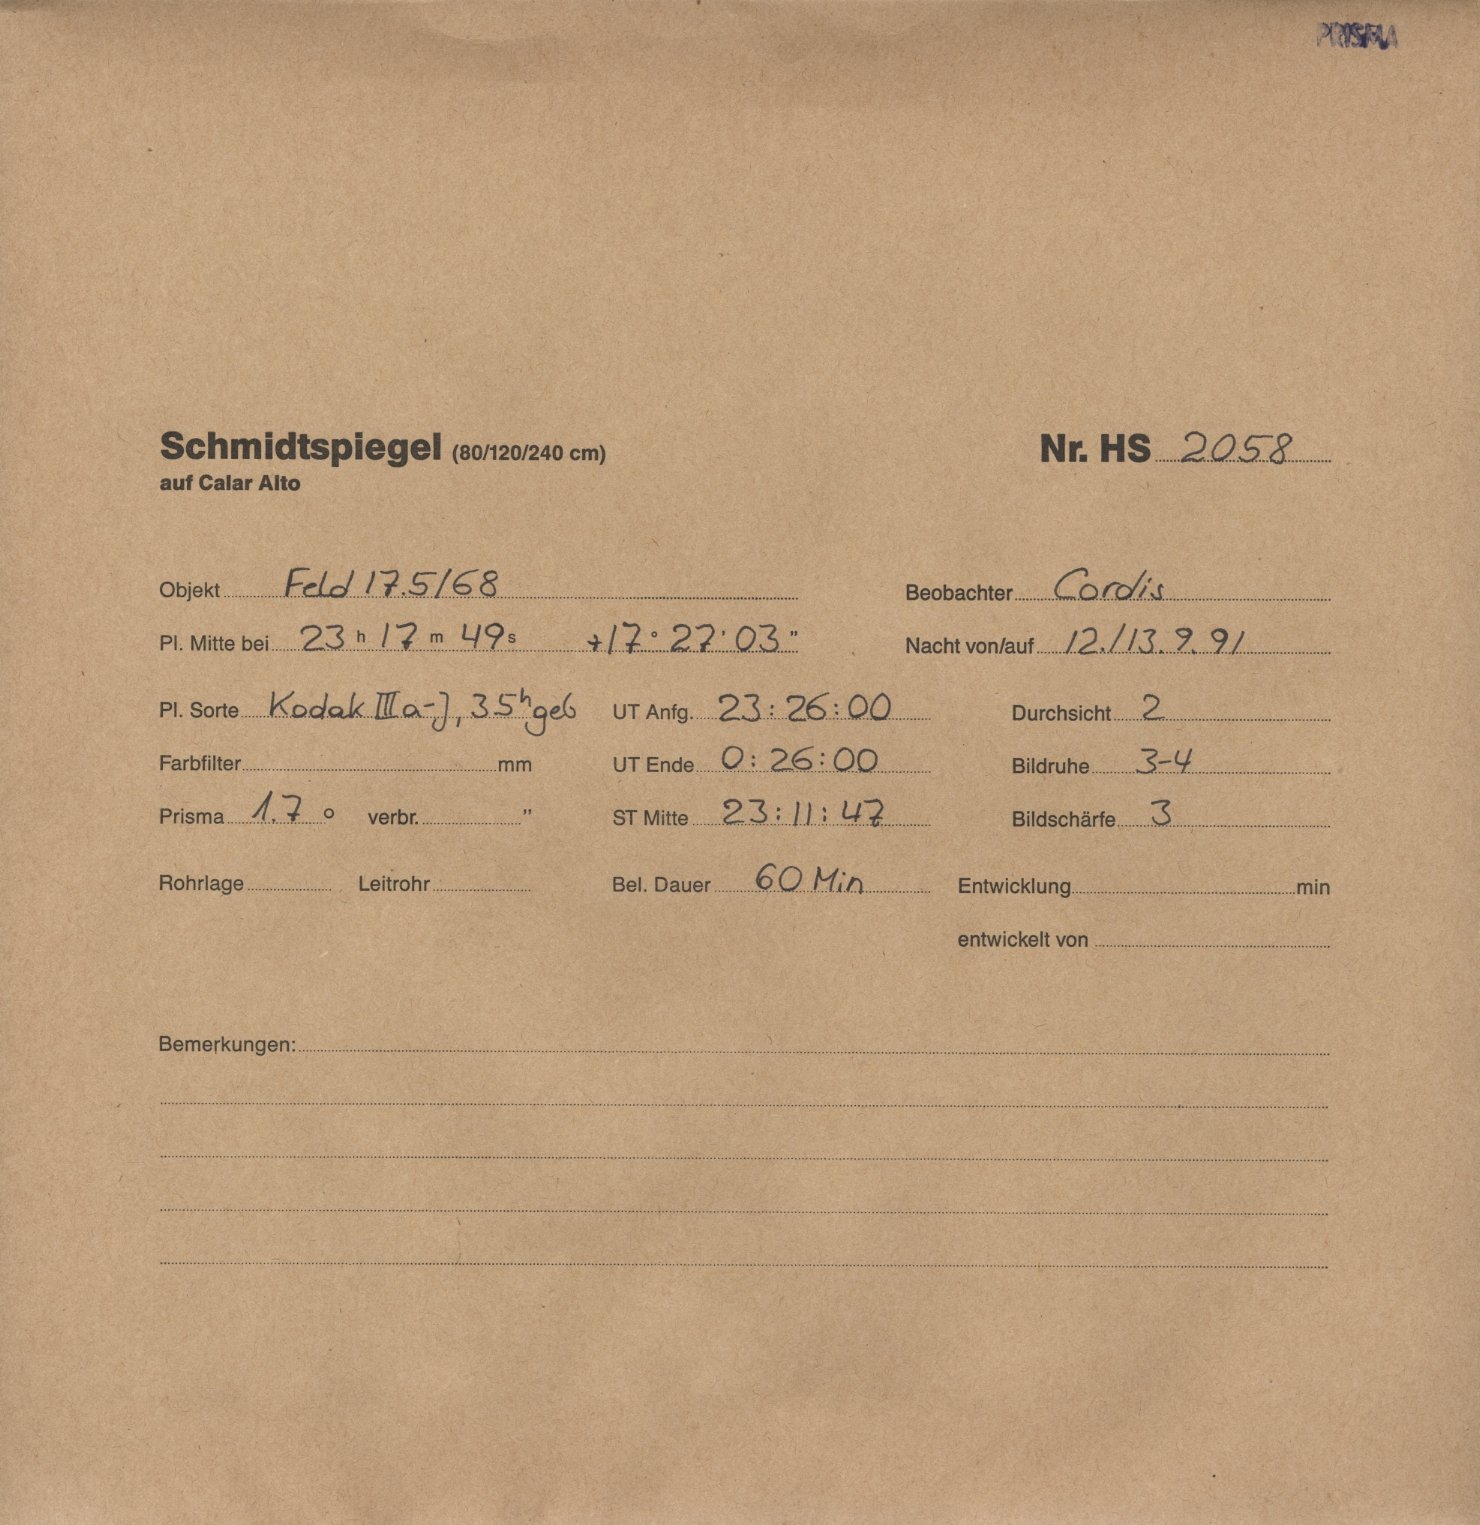 PRISMA
Schmidtspiegel (80/120/240 cm) Nr. HS 2058
auf Calar Alto
Objekt Feld 17.5/68 Beobachter Cordis
Pl. Mitte bei 23 h 17 m 49 s +17° 27' 03" Nacht von/auf 12./13.9.91
Pl. Sorte Kodak IIIa-J, 35h geb UT Anfg. 23:26:00 Durchsicht 2
Farbfilter mm UT Ende 0:26:00 Bildruhe 3-4
Prisma 1.7 ° verbr. " ST Mitte 23:11:47 Bildschärfe 3
Rohrlage Leitrohr Bel. Dauer 60 Min Entwicklung min
entwickelt von
Bemerkungen: